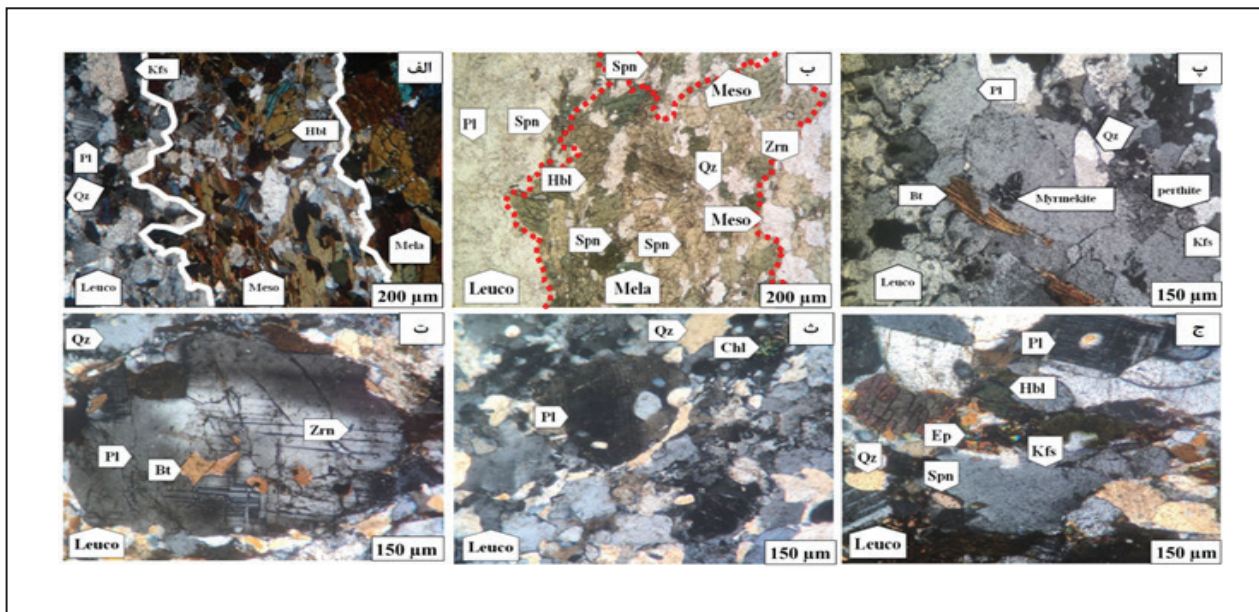 الف
Kfs
Hbl
Pl
Qz
Mela
Leuco
Meso
200 µm
ب
Spn
Meso
Pl
Spn
Zrn
Hbl
Qz
Meso
Spn
Spn
Leuco
Mela
200 µm
پ
Pl
Qz
Bt
Myrmekite
perthite
Kfs
Leuco
150 µm
ت
Qz
Zrn
Pl
Bt
Leuco
150 µm
ث
Qz
Chl
Pl
Leuco
150 µm
ج
Pl
Hbl
Ep
Kfs
Qz
Spn
Leuco
150 µm